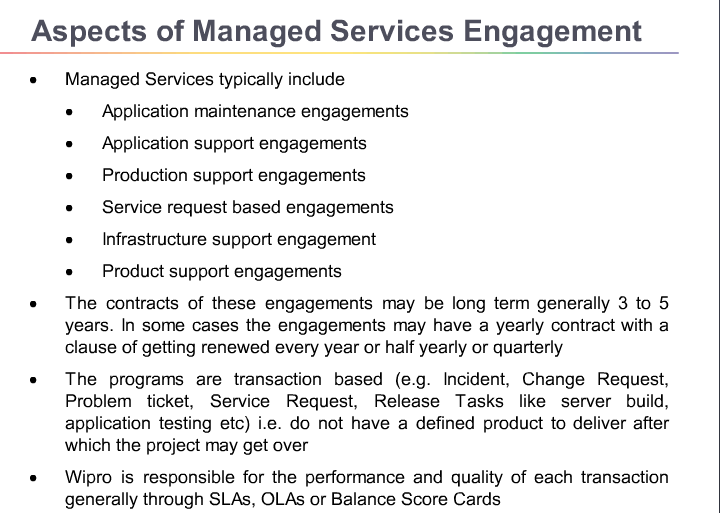 Aspects of Managed Services Engagement
• Managed Services typically include
• Application maintenance engagements
• Application support engagements
• Production support engagements
• Service request based engagements
• Infrastructure support engagement
• Product support engagements
• The contracts of these engagements may be long term generally 3 to 5
years. In some cases the engagements may have a yearly contract with a
clause of getting renewed every year or half yearly or quarterly
• The programs are transaction based (e.g. Incident, Change Request,
Problem ticket, Service Request, Release Tasks like server build,
application testing etc) i.e. do not have a defined product to deliver after
which the project may get over
• Wipro is responsible for the performance and quality of each transaction
generally through SLAs, OLAs or Balance Score Cards